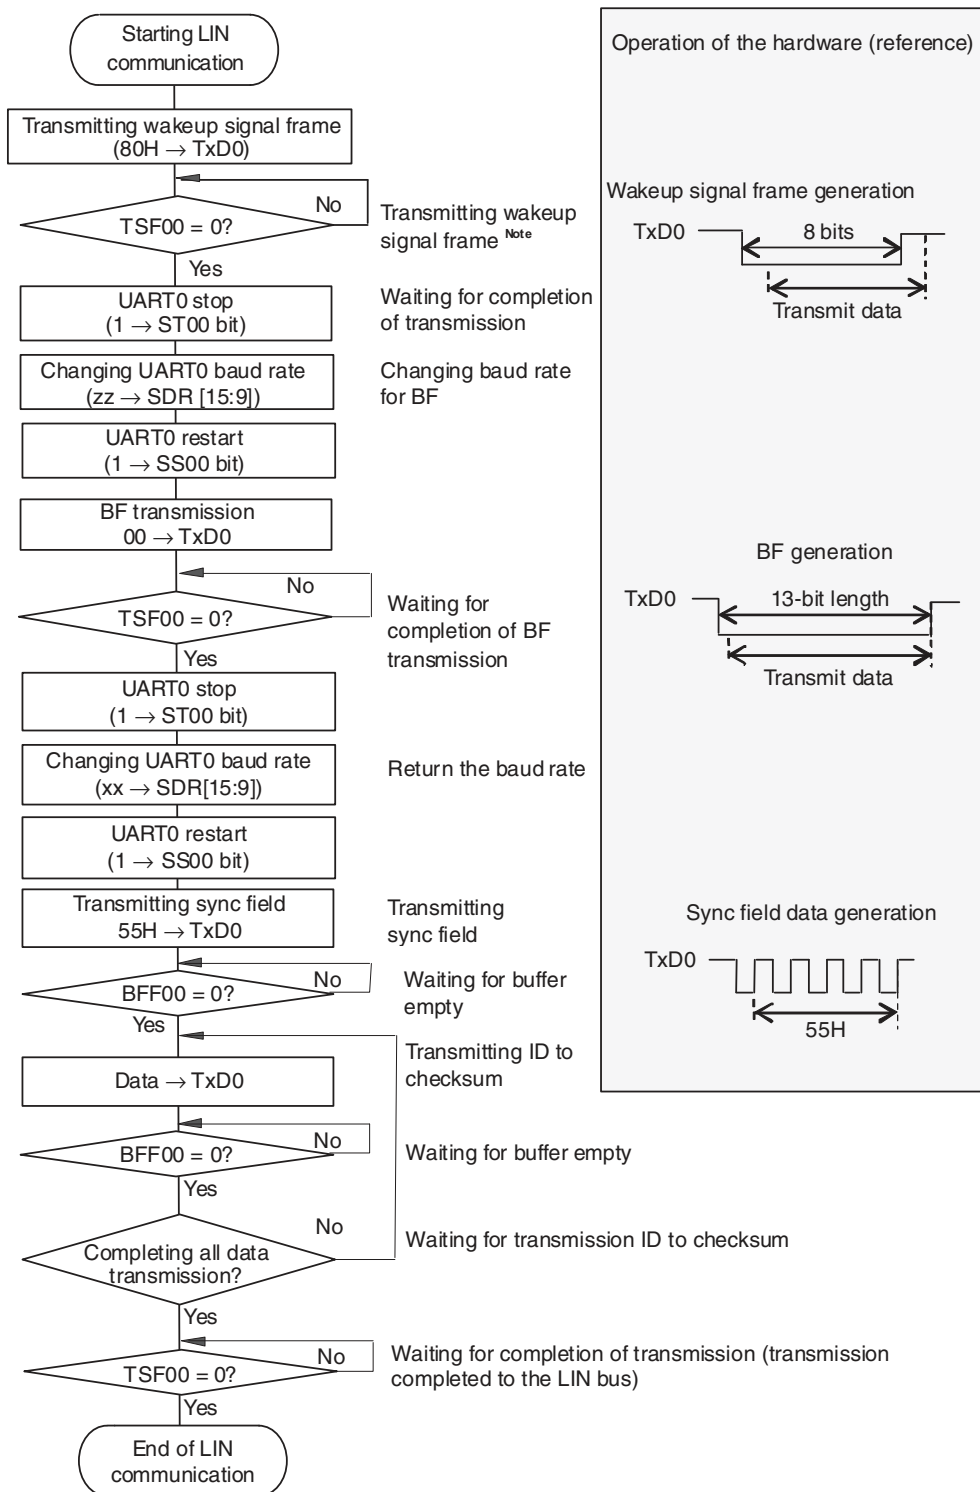 Starting LIN
communication
Transmitting wakeup signal frame
(80H → TxD0)
TSF00 = 0?
No
Yes
Transmitting wakeup
signal frame Note
UART0 stop
(1 → ST00 bit)
Waiting for completion
of transmission
Changing UART0 baud rate
(zz → SDR [15:9])
Changing baud rate
for BF
UART0 restart
(1 → SS00 bit)
BF transmission
00 → TxD0
No
TSF00 = 0?
Yes
Waiting for
completion of BF
transmission
UART0 stop
(1 → ST00 bit)
Changing UART0 baud rate
(xx → SDR[15:9])
Return the baud rate
UART0 restart
(1 → SS00 bit)
Transmitting sync field
55H → TxD0
Transmitting
sync field
BFF00 = 0?
No
Yes
Waiting for buffer
empty
Transmitting ID to
checksum
Data → TxD0
BFF00 = 0?
No
Yes
Waiting for buffer empty
No
Completing all data
transmission?
Yes
Waiting for transmission ID to checksum
TSF00 = 0?
No
Yes
Waiting for completion of transmission (transmission
completed to the LIN bus)
End of LIN
communication
Operation of the hardware (reference)
Wakeup signal frame generation
TxD0
8 bits
Transmit data
BF generation
TxD0
13-bit length
Transmit data
Sync field data generation
TxD0
55H